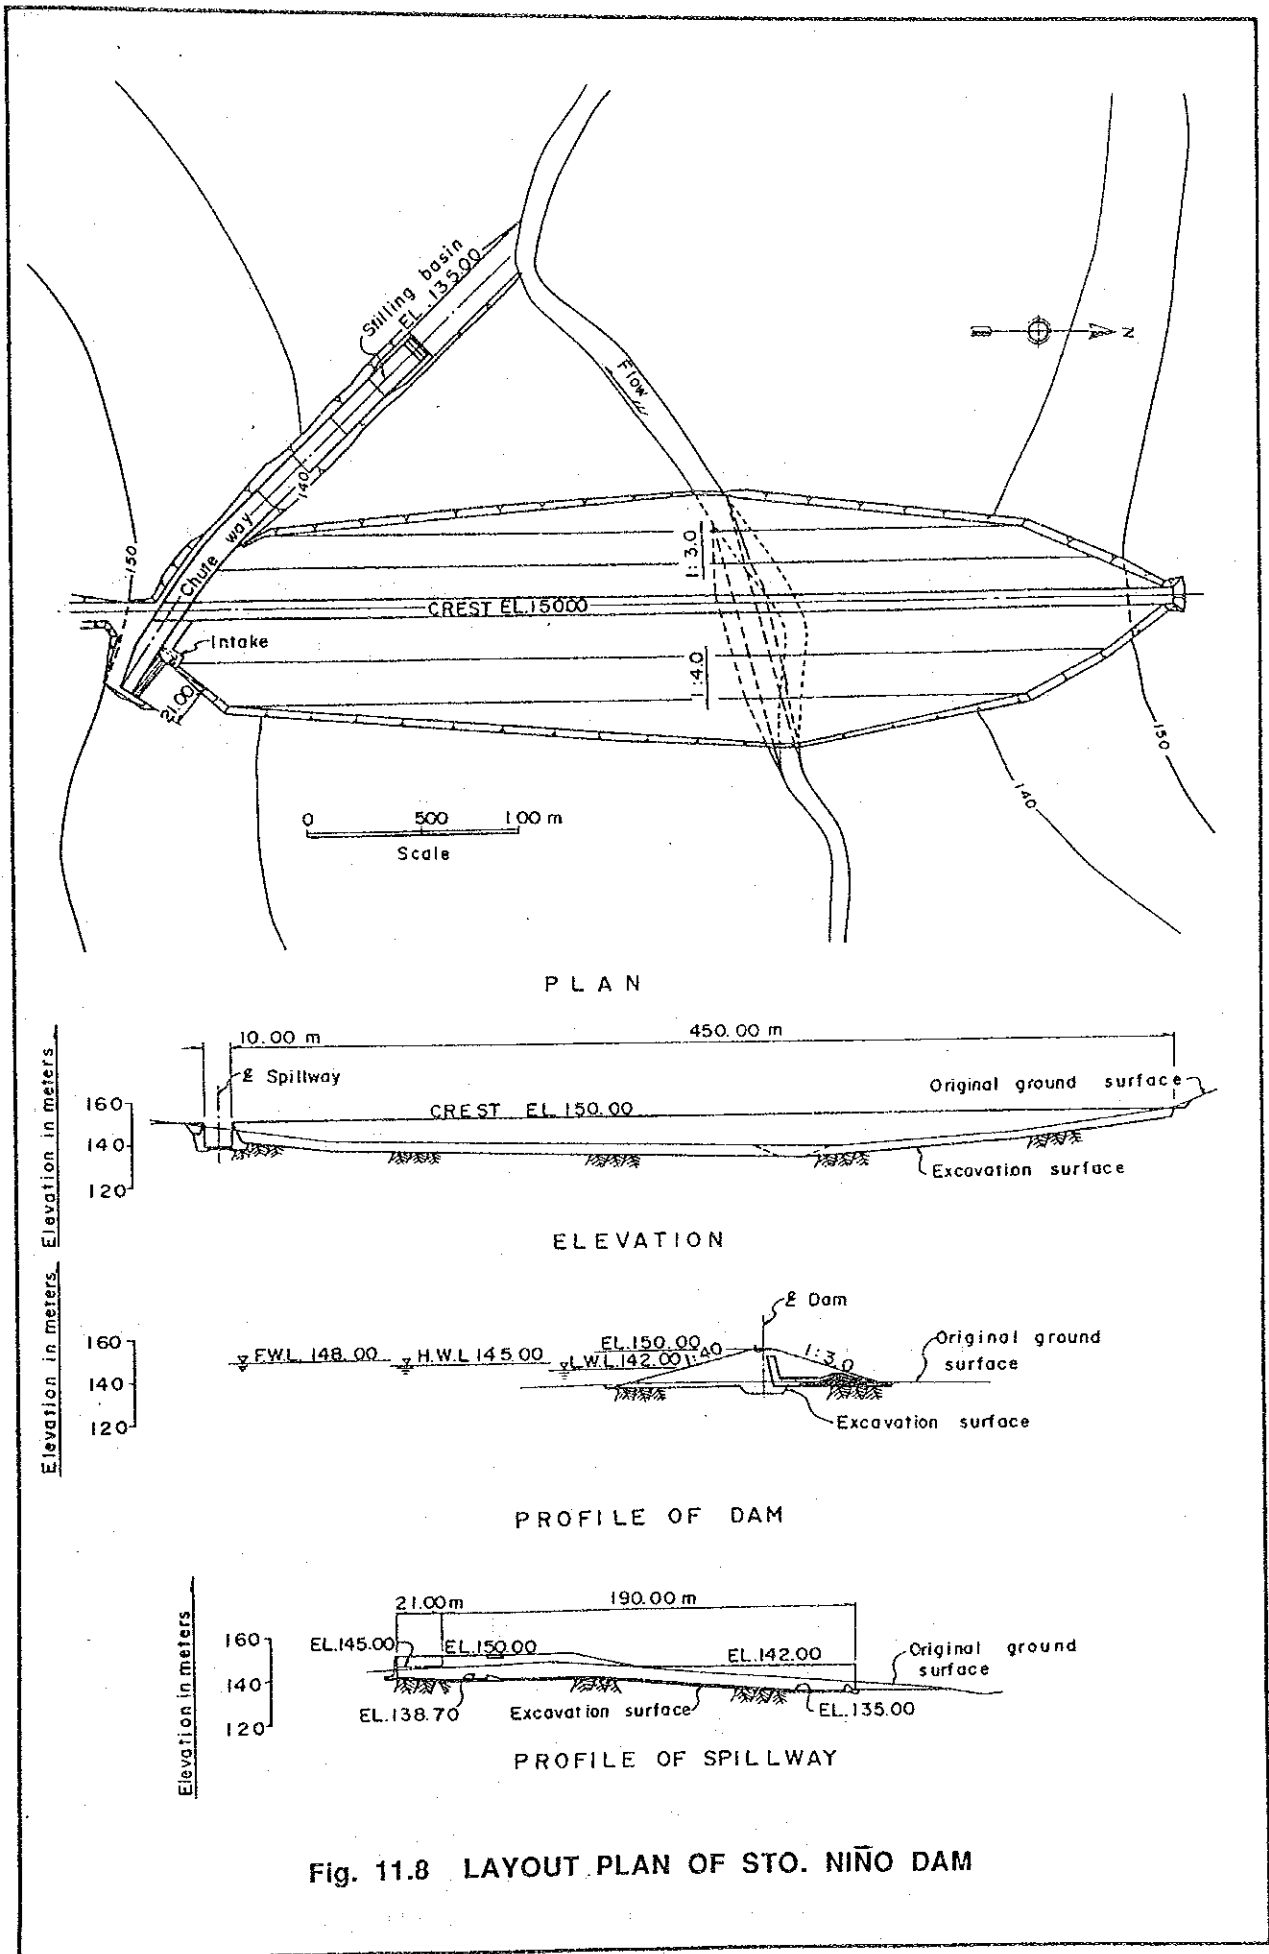 Stilling basin
EL. 135.00
Flow
N
150
140
Chute way
1:3.0
CREST EL.150.00
Intake
1:4.0
21.00
150
140
0 500 100 m
Scale
PLAN
10.00 m 450.00 m
℄ Spillway
Original ground surface
CREST EL. 150.00
Elevation in meters
160
140
120
Excavation surface
ELEVATION
℄ Dam
Elevation in meters
160
140
120
F.W.L. 148.00 H.W.L 145.00 L.W.L. 142.00
EL.150.00
1:40
1:3.0
Original ground
surface
Excavation surface
PROFILE OF DAM
21.00m 190.00 m
Elevation in meters
160
140
120
EL.145.00 EL.150.00 EL.142.00
Original ground
surface
EL.138.70 Excavation surface EL.135.00
PROFILE OF SPILLWAY
Fig. 11.8 LAYOUT PLAN OF STO. NIÑO DAM